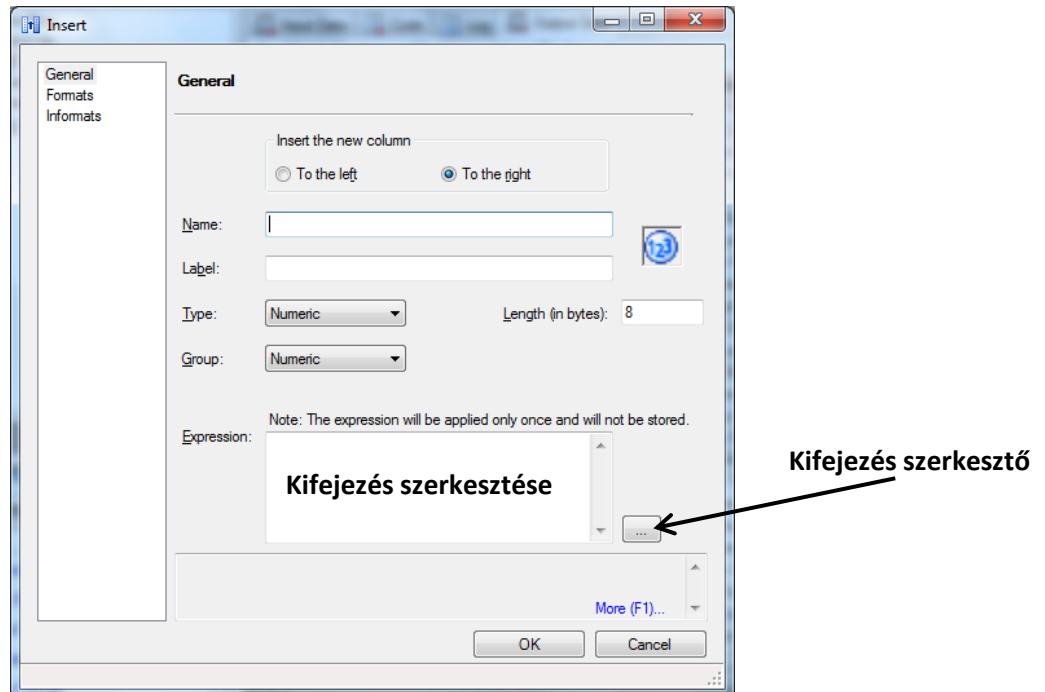 Insert
General
Formats
Informats
General
Insert the new column
To the left
To the right
Name:
123
Label:
Type:
Numeric
Length (in bytes):
8
Group:
Numeric
Note: The expression will be applied only once and will not be stored.
Expression:
Kifejezés szerkesztése
Kifejezés szerkesztő
...
More (F1)...
OK
Cancel